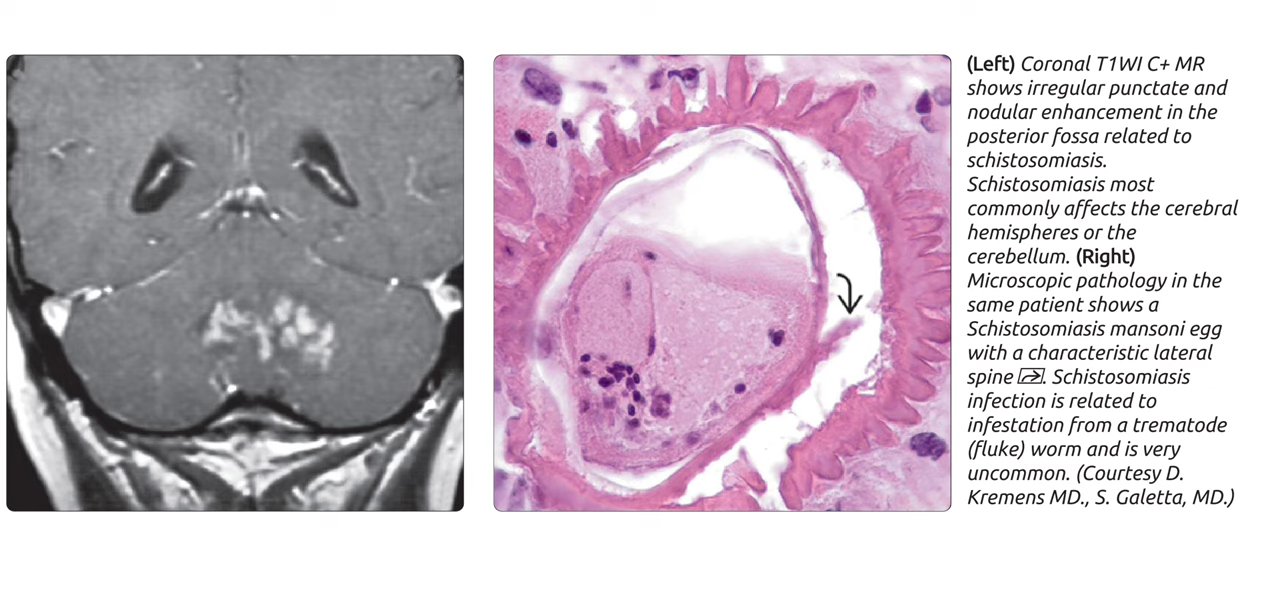 (Left) Coronal T1WI C+ MR
shows irregular punctate and
nodular enhancement in the
posterior fossa related to
schistosomiasis.
Schistosomiasis most
commonly affects the cerebral
hemispheres or the
cerebellum. (Right)
Microscopic pathology in the
same patient shows a
Schistosomiasis mansoni egg
with a characteristic lateral
spine. Schistosomiasis
infection is related to
infestation from a trematode
(fluke) worm and is very
uncommon. (Courtesy D.
Kremens MD., S. Galetta, MD.)